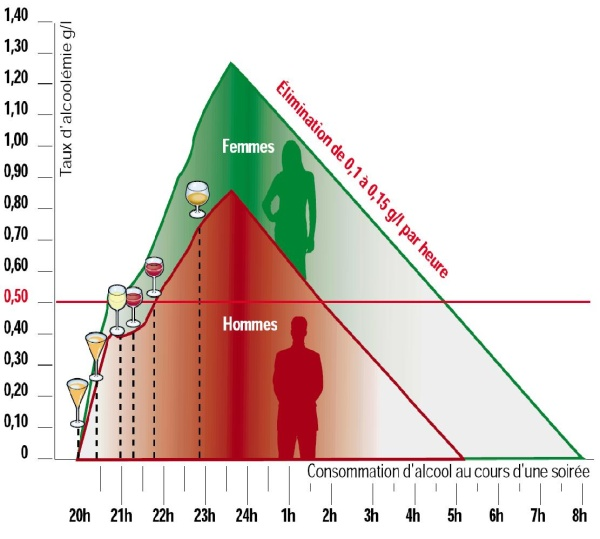 1,40
1,30
1,20
1,10
1,00
0,90
0,80
0,70
0,60
0,50
0,40
0,30
0,20
0,10
0
Taux d'alcoolémie g/l
Femmes
Élimination de 0,1 à 0,15 g/l par heure
Hommes
Consommation d'alcool au cours d'une soirée
20h 21h 22h 23h 24h 1h 2h 3h 4h 5h 6h 7h 8h